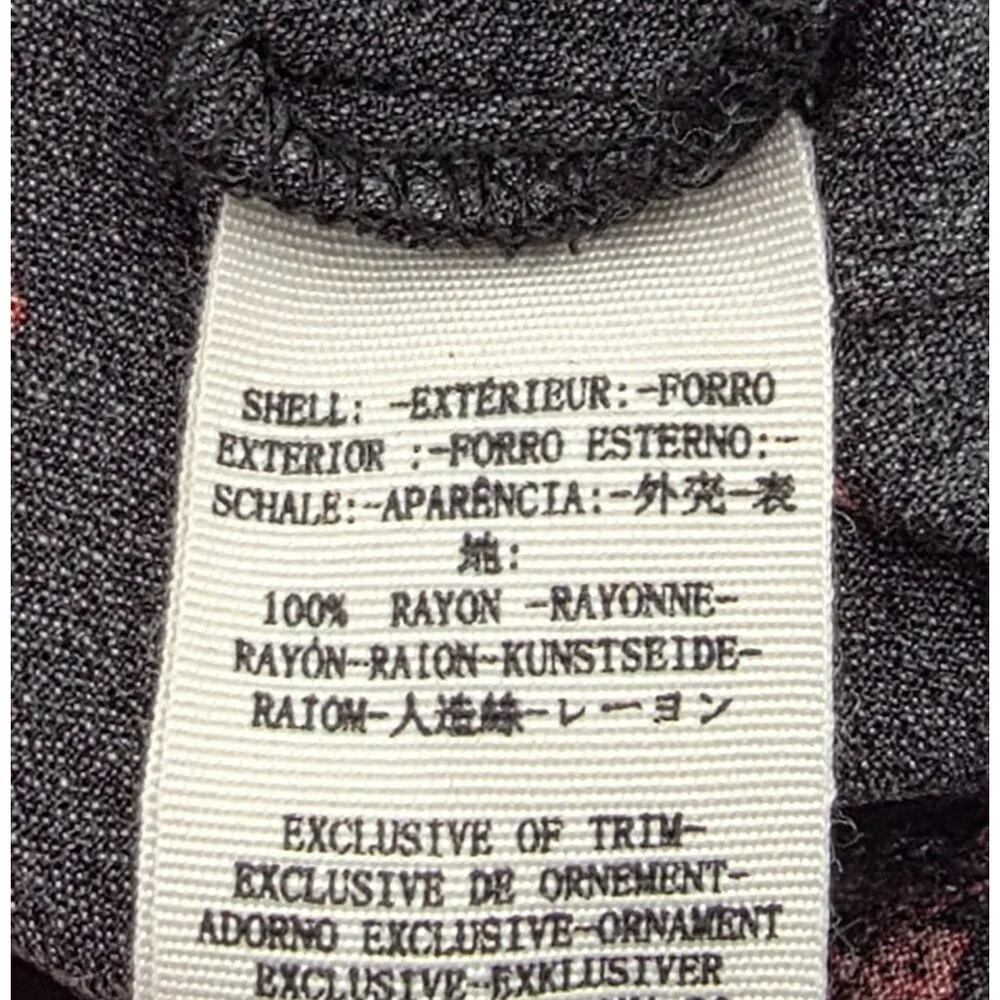 SHELL: -EXTÉRIEUR:-FORRO
EXTERIOR :-FORRO ESTERNO:-
SCHALE:-APARÊNCIA:-外壳-表
地:
100% RAYON -RAYONNE-
RAYÓN-RAION-KUNSTSEIDE-
RAIOM-人造絲-レーヨン
EXCLUSIVE OF TRIM-
EXCLUSIVE DE ORNEMENT-
ADORNO EXCLUSIVE-ORNAMENT
EXCLUSIVE-EXKLUSIVER